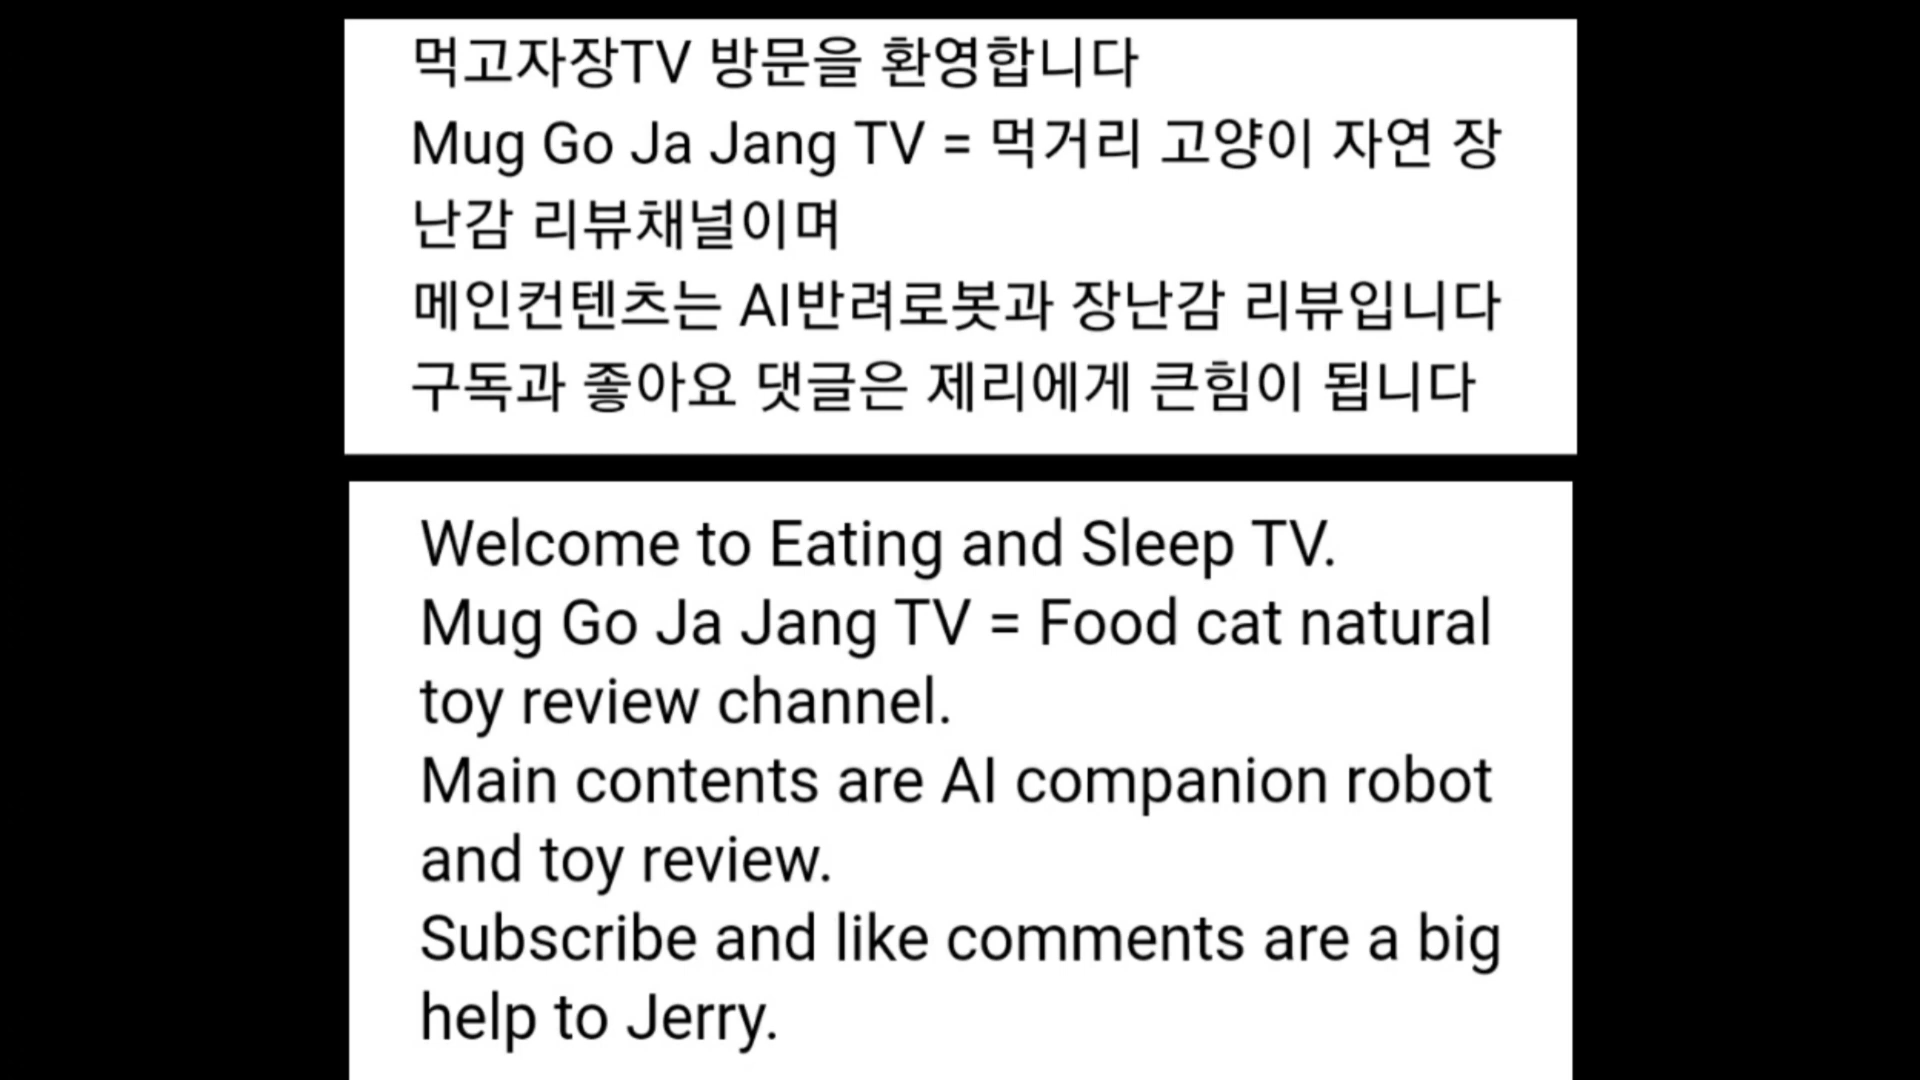 먹고자장TV 방문을 환영합니다
Mug Go Ja Jang TV = 먹거리 고양이 자연 장
난감 리뷰채널이며
메인컨텐츠는 AI반려로봇과 장난감 리뷰입니다
구독과 좋아요 댓글은 제리에게 큰힘이 됩니다
Welcome to Eating and Sleep TV.
Mug Go Ja Jang TV = Food cat natural
toy review channel.
Main contents are AI companion robot
and toy review.
Subscribe and like comments are a big
help to Jerry.